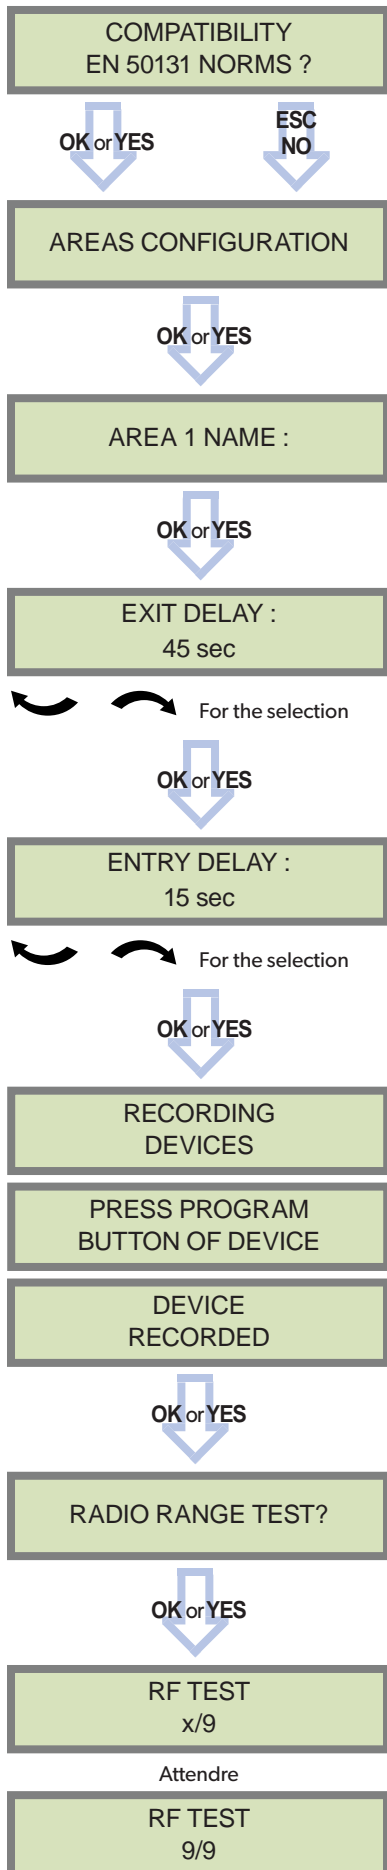 COMPATIBILITY
EN 50131 NORMS ?
OK or YES
ESC
NO
AREAS CONFIGURATION
OK or YES
AREA 1 NAME :
OK or YES
EXIT DELAY :
45 sec
For the selection
OK or YES
ENTRY DELAY :
15 sec
For the selection
OK or YES
RECORDING
DEVICES
PRESS PROGRAM
BUTTON OF DEVICE
DEVICE
RECORDED
OK or YES
RADIO RANGE TEST?
OK or YES
RF TEST
x/9
Attendre
RF TEST
9/9